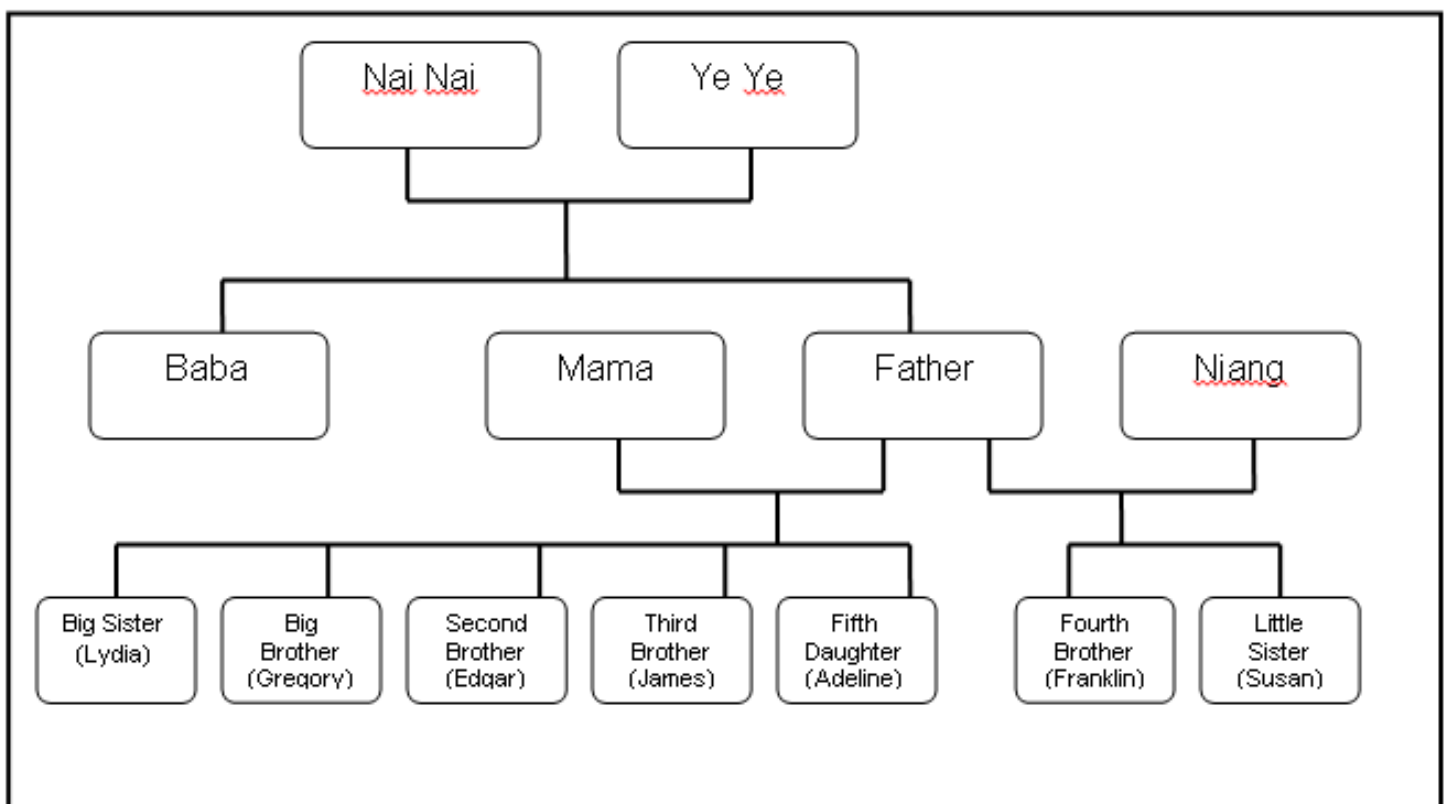 Nai Nai
Ye Ye
Baba
Mama
Father
Niang
Big Sister
(Lydia)
Big
Brother
(Gregory)
Second
Brother
(Edgar)
Third
Brother
(James)
Fifth
Daughter
(Adeline)
Fourth
Brother
(Franklin)
Little
Sister
(Susan)